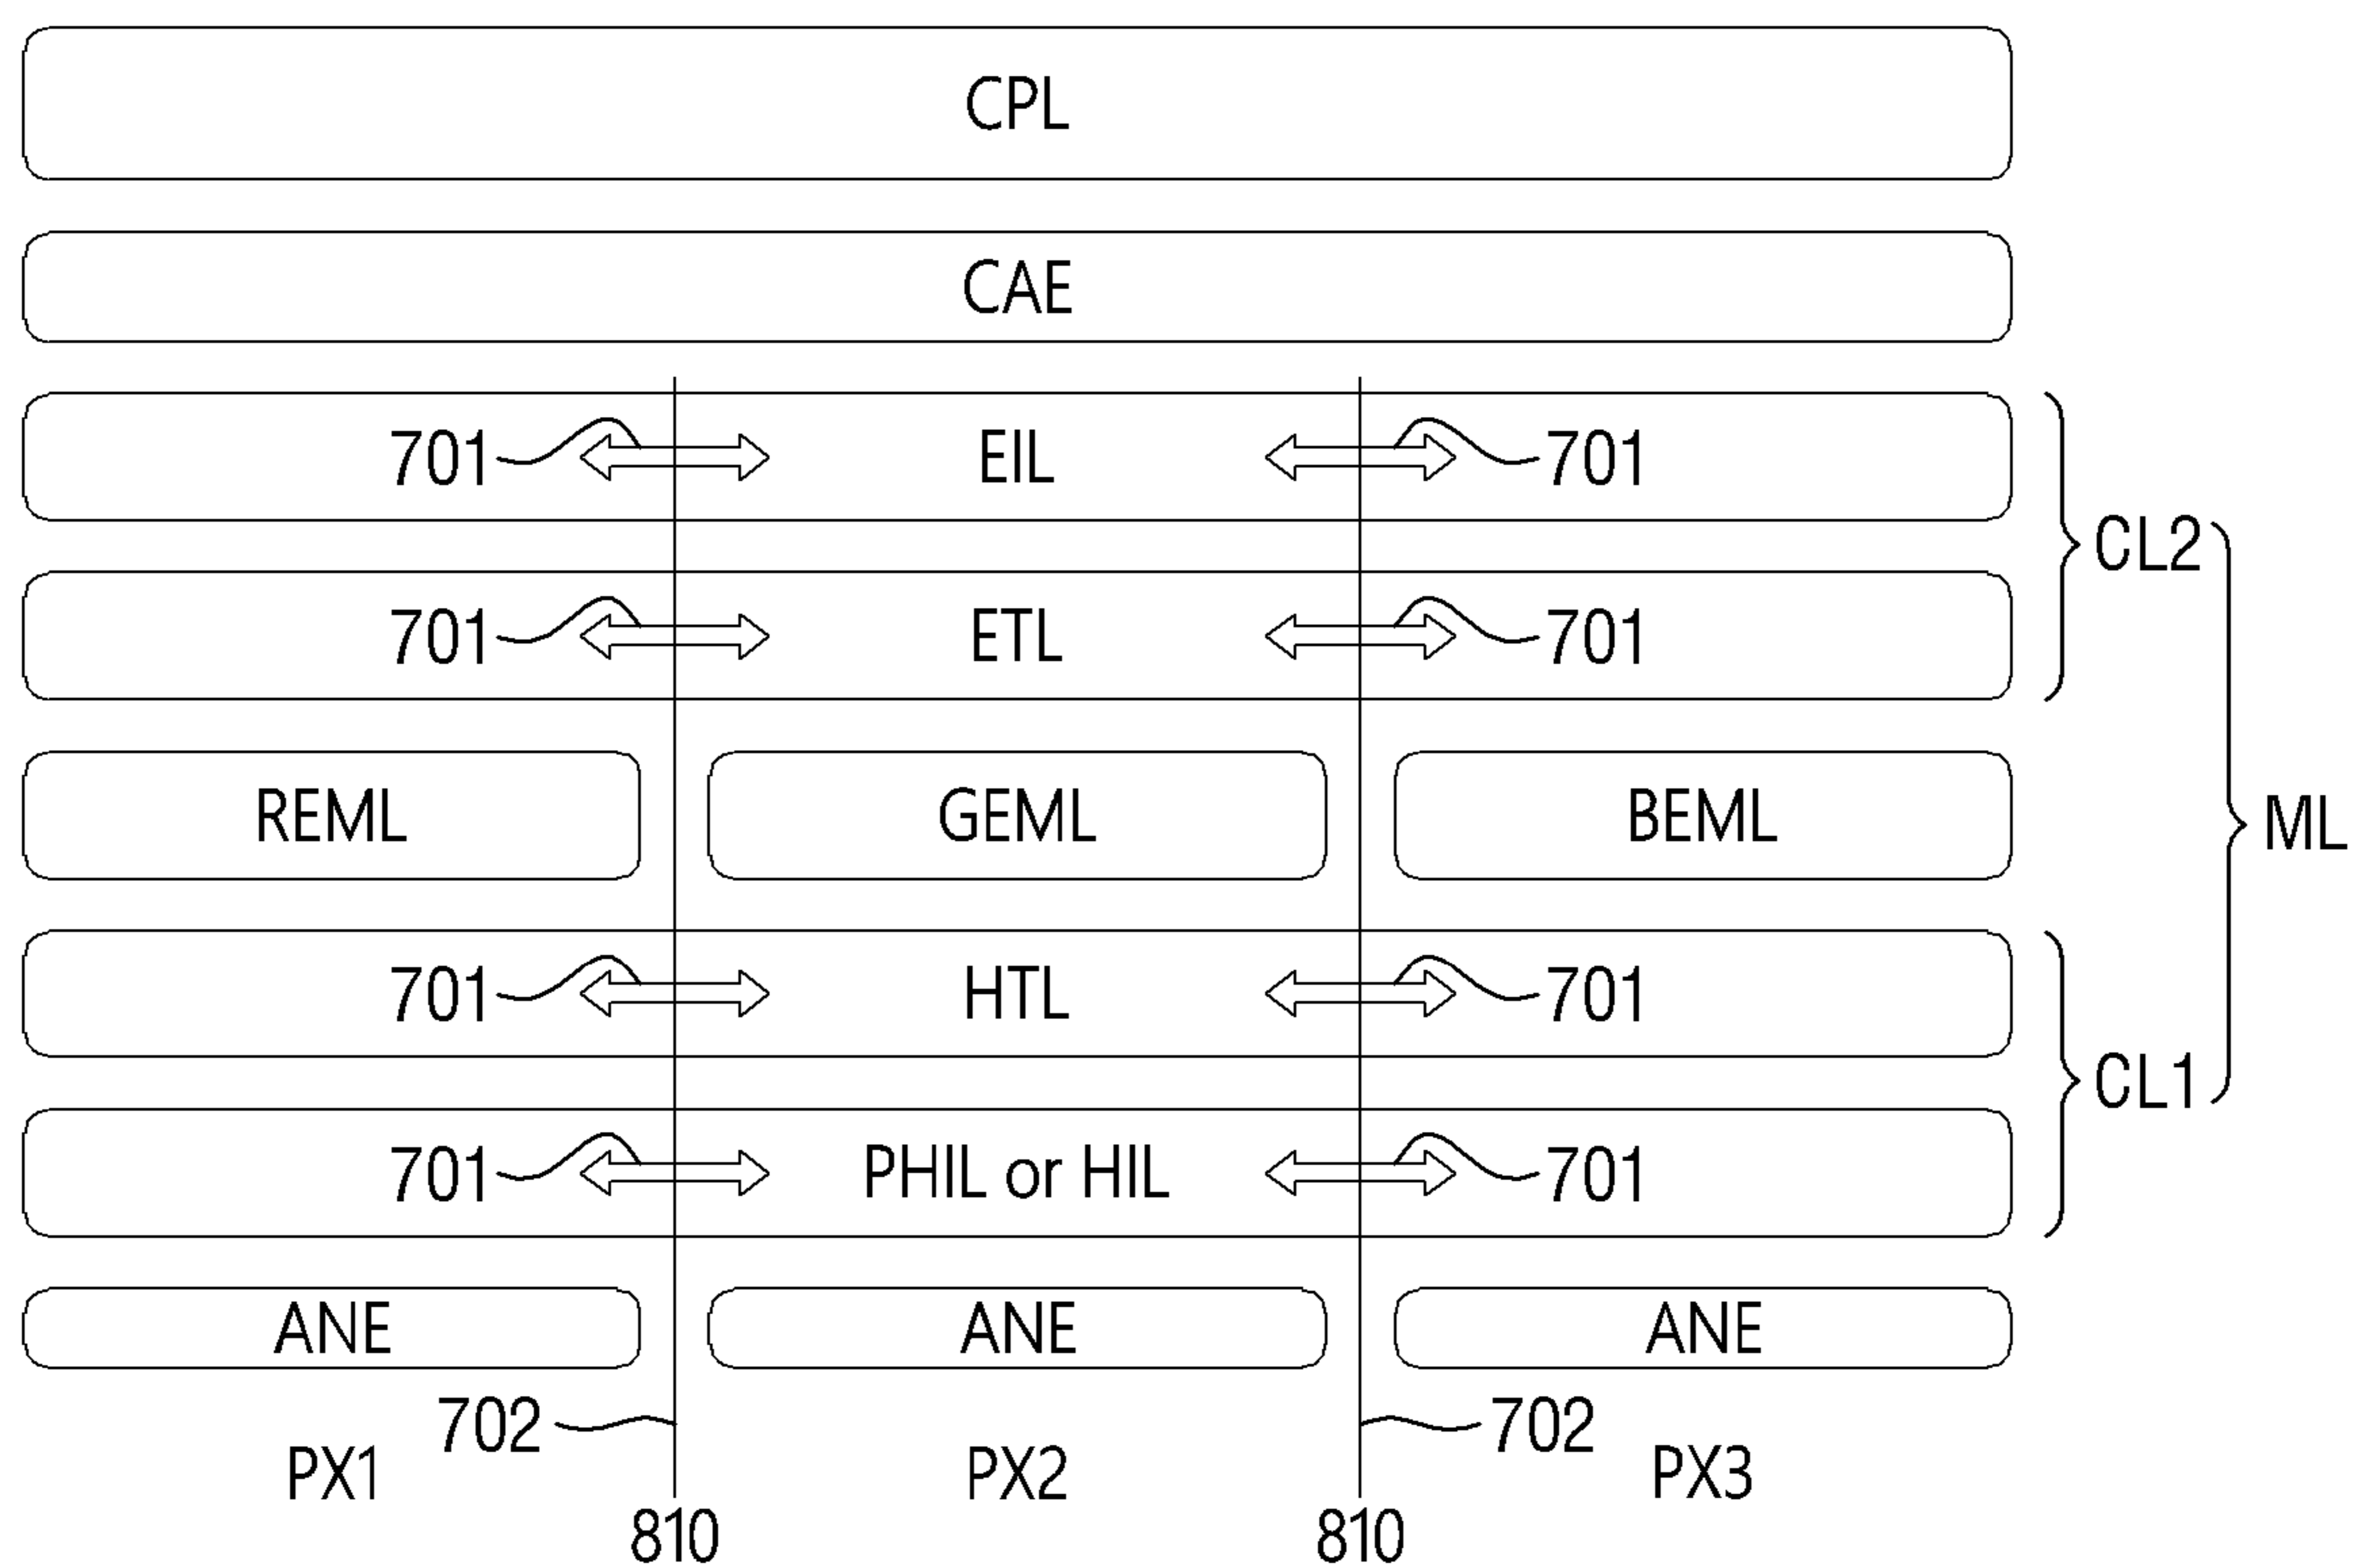 CPL
CAE
701 EIL 701
CL2
701 ETL 701
REML GEML BEML
ML
701 HTL 701
CL1
701 PHIL or HIL 701
ANE ANE ANE
702 702
PX1 PX2 PX3
810 810